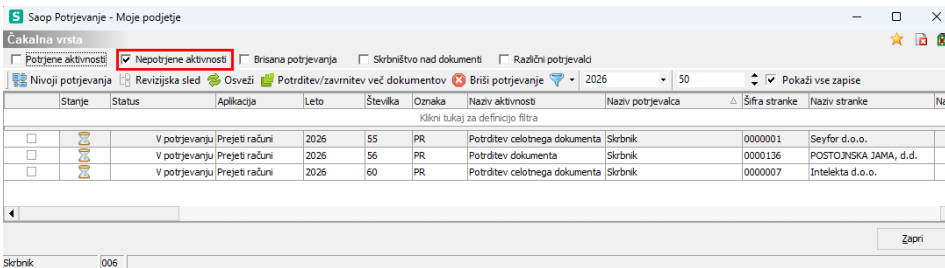 S Saop Potrjevanje - Moje podjetje
Čakalna vrsta
Potrjene aktivnosti Nepotrjene aktivnosti Brisana potrjevanja Skrbništvo nad dokumenti Različni potrjevalci
Nivoji potrjevanja Revizijska sled Osveži Potrditev/zavrnitev več dokumentov Briši potrjevanje 2026 50 Pokaži vse zapise
Stanje Status Aplikacija Leto Številka Oznaka Naziv aktivnosti Naziv potrjevalca Šifra stranke Naziv stranke Na
Klikni tukaj za definicijo filtra
V potrjevanju Prejeti računi 2026 55 PR Potrditev celotnega dokumenta Skrbnik 0000001 Seyfor d.o.o.
V potrjevanju Prejeti računi 2026 56 PR Potrditev dokumenta Skrbnik 0000136 POSTOJNSKA JAMA, d.d.
V potrjevanju Prejeti računi 2026 60 PR Potrditev celotnega dokumenta Skrbnik 0000007 Intelekta d.o.o.
Zapri
Skrbnik 006